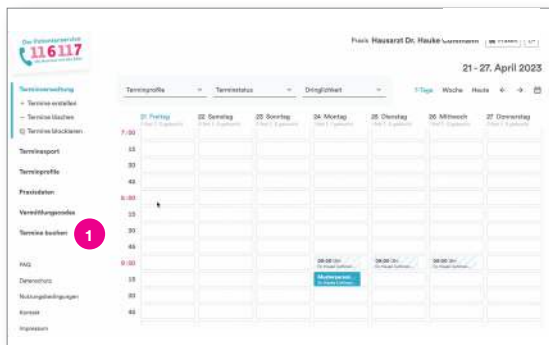 Der Patientenservice
116117
Praxis Hausarzt Dr. Hauke
21 - 27. April 2023
Terminverwaltung
+ Termine erstellen
− Termine löschen
Termine blockieren
Terminexport
Terminprofile
Praxisdaten
Vermittlungscodes
Termine buchen
1
FAQ
Datenschutz
Nutzungsbedingungen
Kontakt
Impressum
Terminprofile
Terminstatus
Dringlichkeit
7-Tage
Woche
Heute
21 Freitag
22 Samstag
23 Sonntag
24 Montag
25 Dienstag
26 Mittwoch
27 Donnerstag
7:00
15
30
45
8:00
15
30
45
9:00
15
30
45
09:00 Uhr
09:00 Uhr
09:00 Uhr